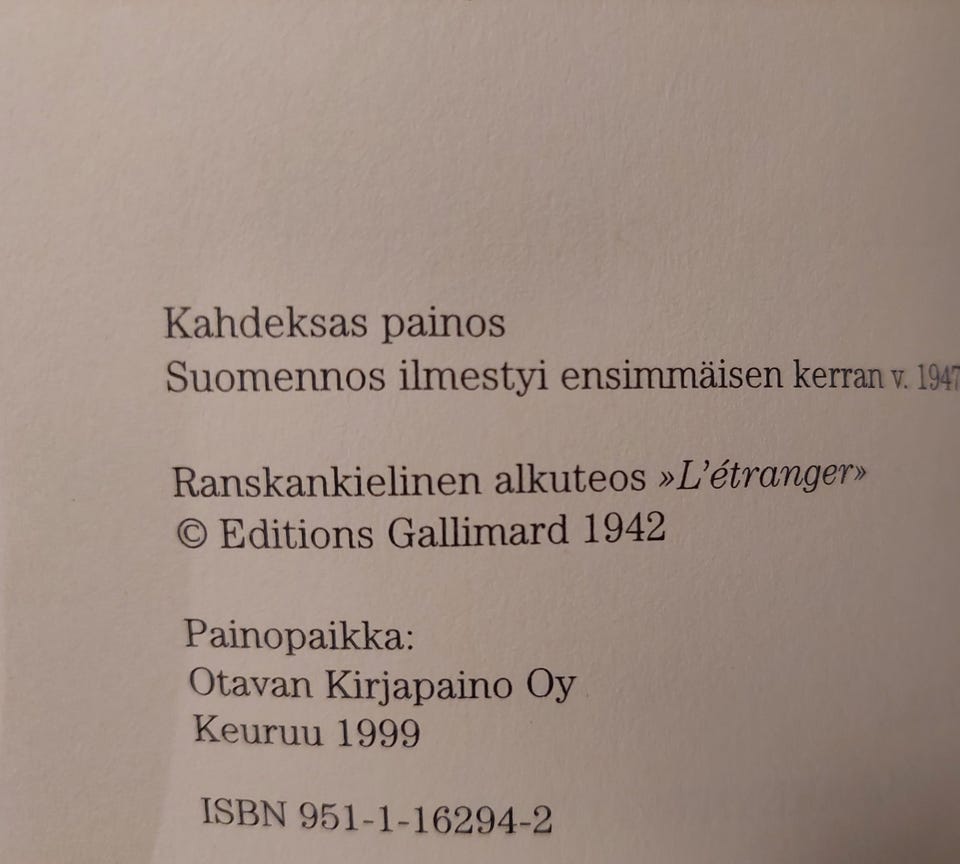 Kahdeksas painos
Suomennos ilmestyi ensimmäisen kerran v. 1947
Ranskankielinen alkuteos »L'étranger»
© Editions Gallimard 1942
Painopaikka:
Otavan Kirjapaino Oy
Keuruu 1999
ISBN 951-1-16294-2